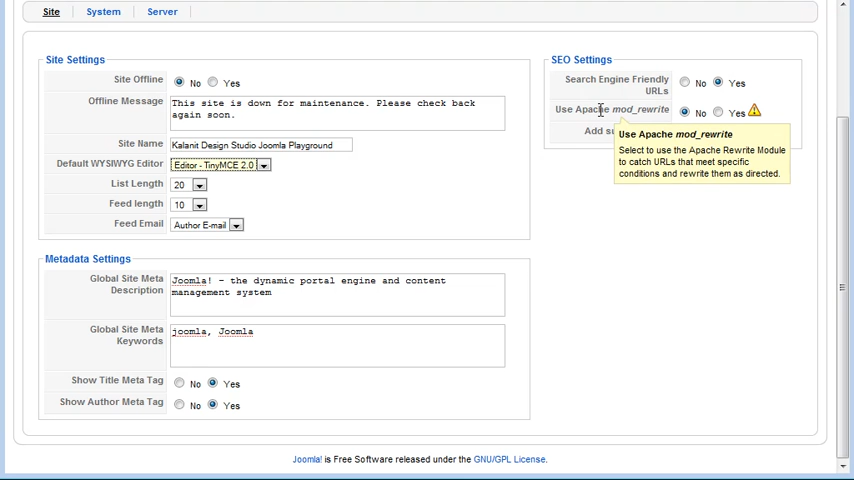 Site System Server
Site Settings
Site Offline No Yes
Offline Message This site is down for maintenance. Please check back
again soon.
Site Name Kalanit Design Studio Joomla Playground
Default WYSIWYG Editor Editor - TinyMCE 2.0
List Length 20
Feed length 10
Feed Email Author E-mail
SEO Settings
Search Engine Friendly
URLs No Yes
Use Apache mod_rewrite No Yes
Add su
Use Apache mod_rewrite
Select to use the Apache Rewrite Module
to catch URLs that meet specific
conditions and rewrite them as directed.
Metadata Settings
Global Site Meta
Description
Joomla! - the dynamic portal engine and content
management system
Global Site Meta
Keywords
joomla, Joomla
Show Title Meta Tag No Yes
Show Author Meta Tag No Yes
Joomla! is Free Software released under the GNU/GPL License.